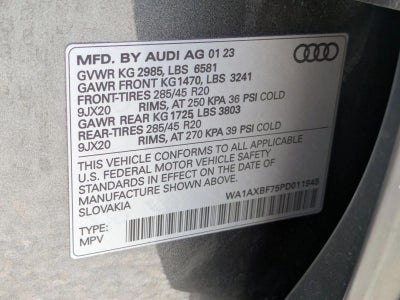 MFD. BY AUDI AG 01 23
GVWR KG 2985, LBS 6581
GAWR FRONT KG1470, LBS 3241
FRONT-TIRES 285/45 R20
9JX20 RIMS, AT 250 KPA 36 PSI COLD
GAWR REAR KG 1725, LBS 3803
REAR-TIRES 285/45 R20
9JX20 RIMS, AT 270 KPA 39 PSI COLD
THIS VEHICLE CONFORMS TO ALL APPLICABLE
U.S. FEDERAL MOTOR VEHICLE SAFETY
STANDARDS IN EFFECT ON THE DATE OF
MANUFACTURE SHOWN ABOVE.
SLOVAKIA WA1AXBF75PD011945
TYPE:
MPV